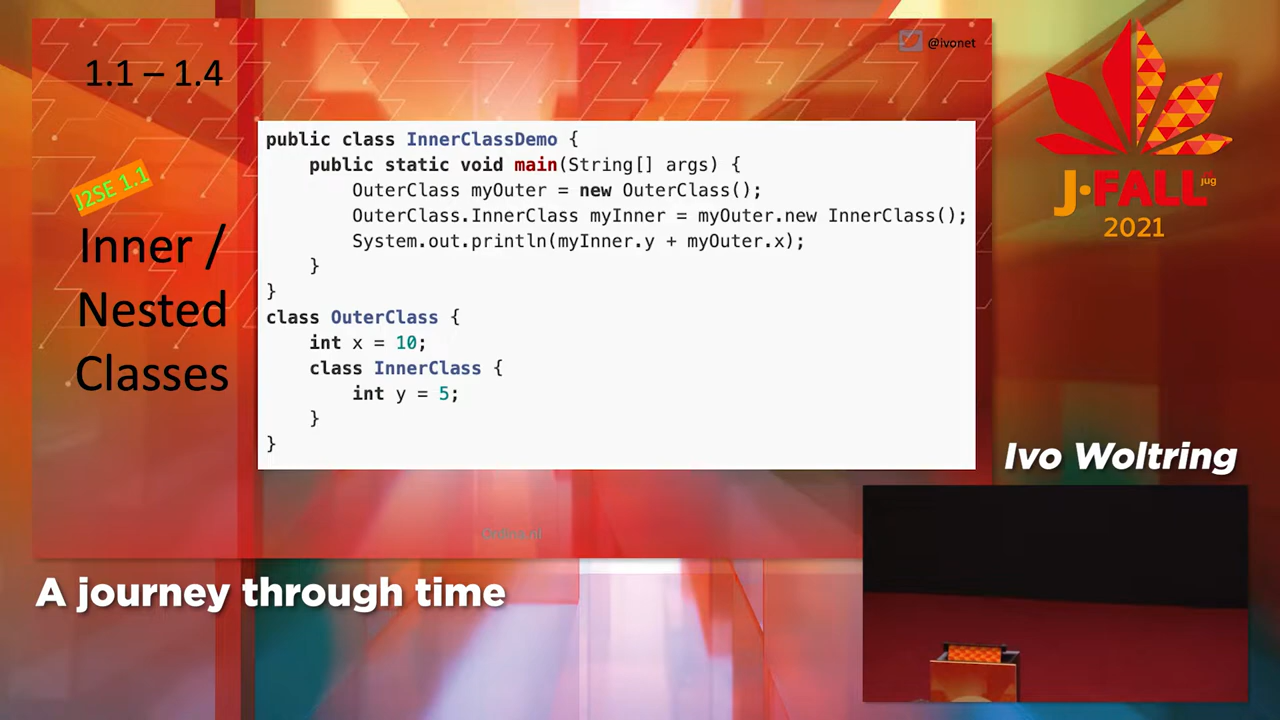 1.1 – 1.4
@ivonet
J2SE 1.1
Inner /
Nested
Classes
public class InnerClassDemo {
public static void main(String[] args) {
OuterClass myOuter = new OuterClass();
OuterClass.InnerClass myInner = myOuter.new InnerClass();
System.out.println(myInner.y + myOuter.x);
}
}
class OuterClass {
int x = 10;
class InnerClass {
int y = 5;
}
}
J·FALL
jug
2021
Ivo Woltring
A journey through time